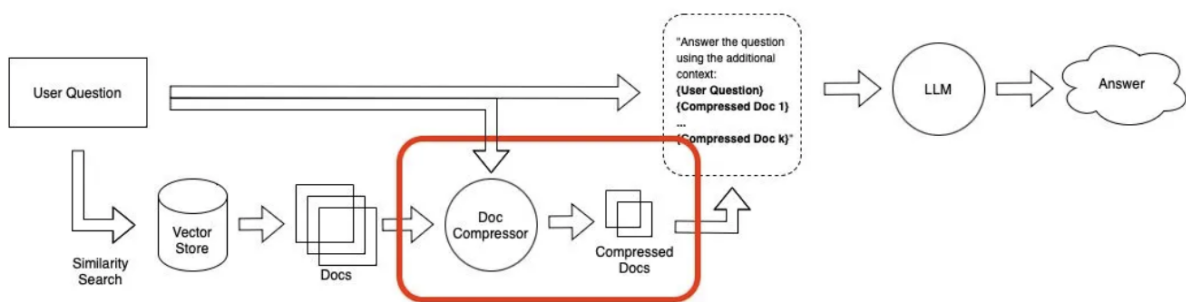 User Question
"Answer the question
using the additional
context:
{User Question}
{Compressed Doc 1}
...
{Compressed Doc k}"
LLM
Answer
Similarity
Search
Vector
Store
Docs
Doc
Compressor
Compressed
Docs